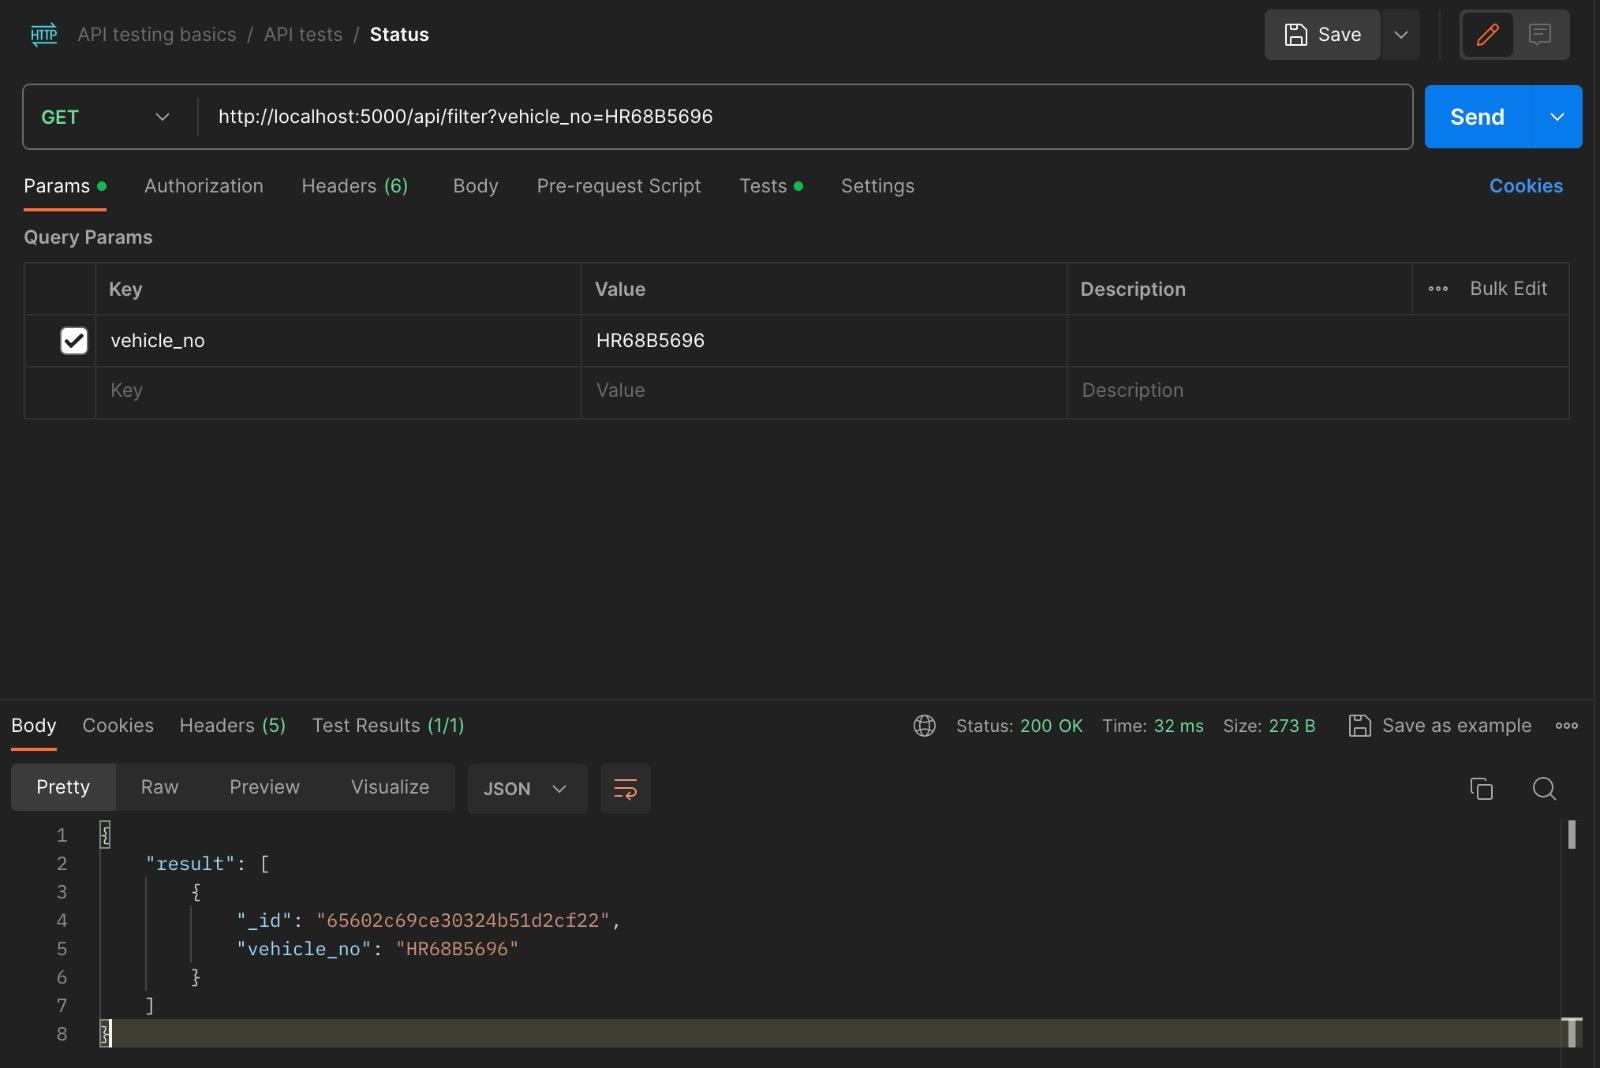 HTTP API testing basics / API tests / Status Save
GET http://localhost:5000/api/filter?vehicle_no=HR68B5696 Send
Params Authorization Headers (6) Body Pre-request Script Tests Settings Cookies
Query Params
Key Value Description ••• Bulk Edit
vehicle_no HR68B5696
Key Value Description
Body Cookies Headers (5) Test Results (1/1) Status: 200 OK Time: 32 ms Size: 273 B Save as example
Pretty Raw Preview Visualize JSON
1 {
2 "result": [
3 {
4 "_id": "65602c69ce30324b51d2cf22",
5 "vehicle_no": "HR68B5696"
6 }
7 ]
8 }